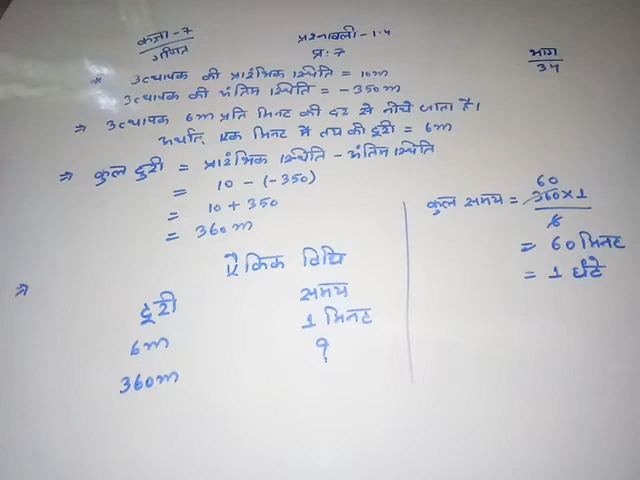 कक्षा-7
गणित
प्रश्नावली-1.4
प्र:7
भाग
34
उत्थापक की प्रारंभिक स्थिति = 10m
उत्थापक की अंतिम स्थिति = -350m
⇒ उत्थापक 6m प्रति मिनट की दर से नीचे जाता है।
अर्थात्, एक मिनट में तय की दूरी = 6m
⇒ कुल दूरी = प्रारंभिक स्थिति - अंतिम स्थिति
= 10 - (-350)
= 10 + 350
= 360m
⇒ ऐकिक विधि
दूरी समय
6m 1 मिनट
360m ?
60
कुल समय = 360×1
6
= 60 मिनट
= 1 घंटे